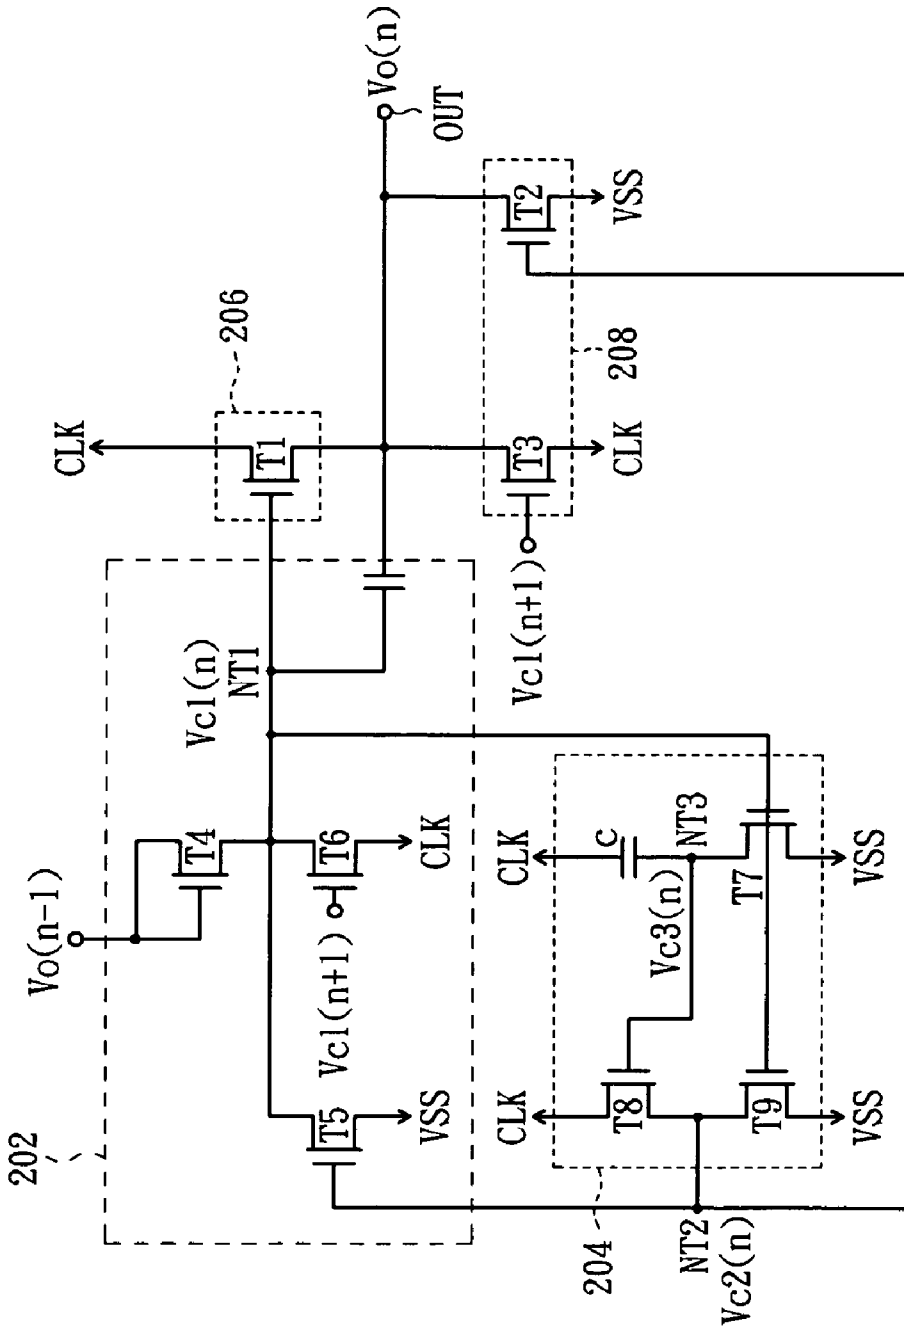 202
Vo(n-1)
T4
T5
VSS
Vc1(n+1)
T6
CLK
Vc1(n)
NT1
CLK
T1
206
Vo(n)
OUT
T3
CLK
Vc1(n+1)
T2
VSS
208
204
NT2
Vc2(n)
CLK
T8
T9
VSS
Vc3(n)
CLK
C
NT3
T7
VSS